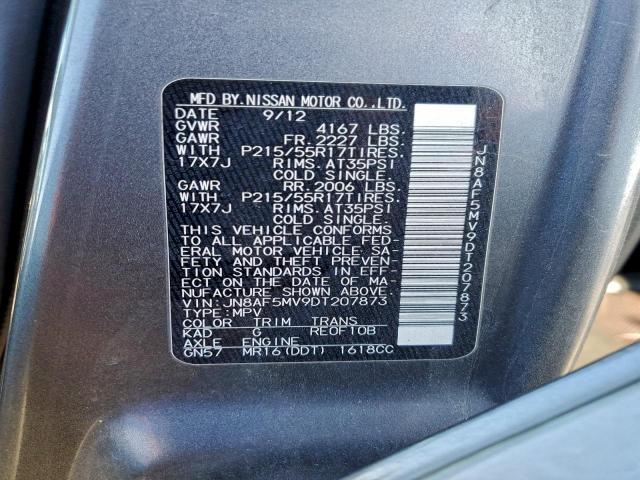 MFD BY.NISSAN MOTOR CO.,LTD.
DATE 9/12
GVWR 4167 LBS.
GAWR FR. 2227 LBS.
WITH P215/55R17TIRES.
17X7J RIMS. AT35PSI
COLD SINGLE.
GAWR RR. 2006 LBS.
WITH P215/55R17TIRES.
17X7J RIMS. AT35PSI
COLD SINGLE.
THIS VEHICLE CONFORMS
TO ALL APPLICABLE FED-
ERAL MOTOR VEHICLE SA-
FETY AND THEFT PREVEN-
TION STANDARDS IN EFF-
ECT ON THE DATE OF MA-
NUFACTURE SHOWN ABOVE.
VIN: JN8AF5MV9DT207873
TYPE: MPV
COLOR TRIM TRANS
KAD G RE0F10B
AXLE ENGINE
GN57 MR16(DDT) 1618CC
JN8AF5MV9DT207873